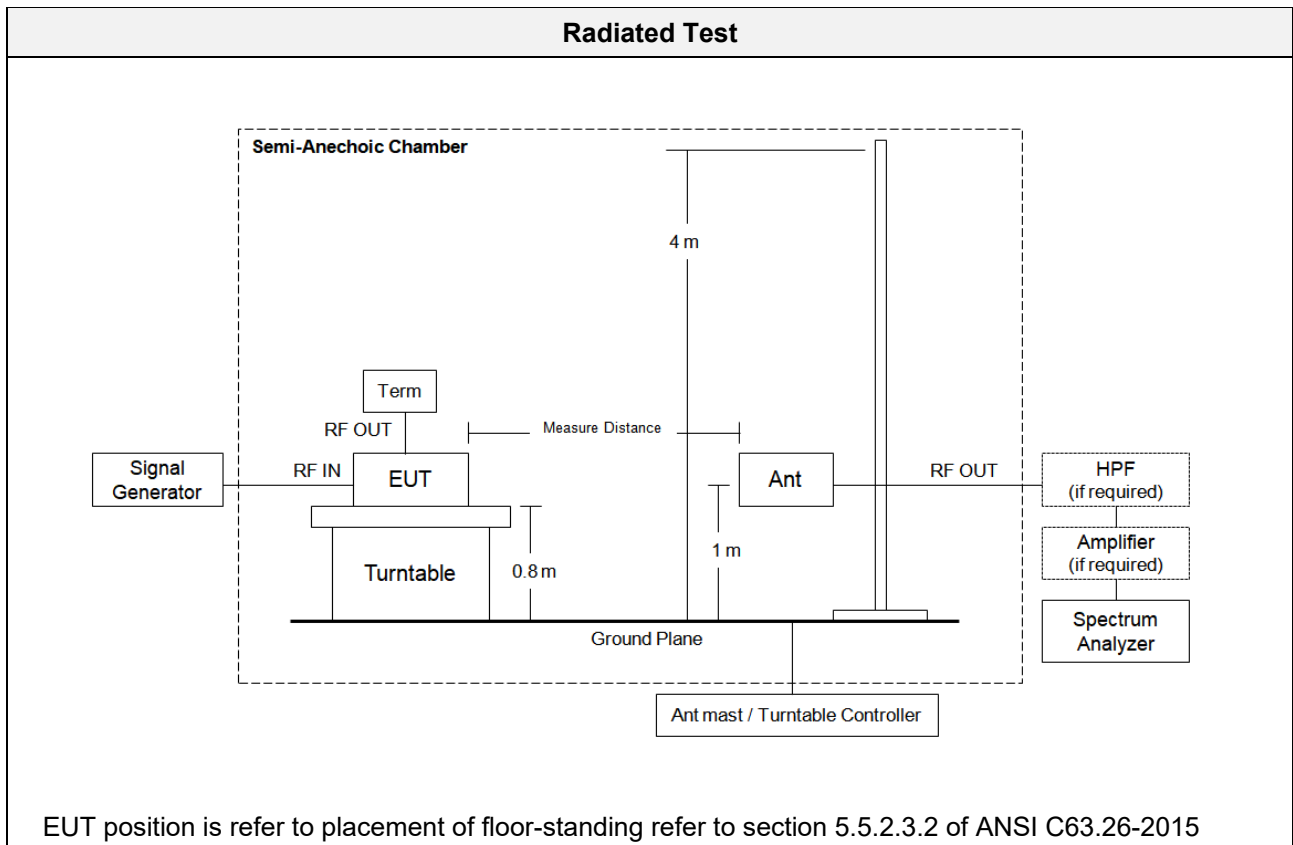 Radiated Test
Semi-Anechoic Chamber
4 m
Term
RF OUT
Measure Distance
Signal
Generator
RF IN
EUT
Ant
RF OUT
HPF
(if required)
Amplifier
(if required)
Spectrum
Analyzer
Turntable
0.8 m
1 m
Ground Plane
Ant mast / Turntable Controller
EUT position is refer to placement of floor-standing refer to section 5.5.2.3.2 of ANSI C63.26-2015